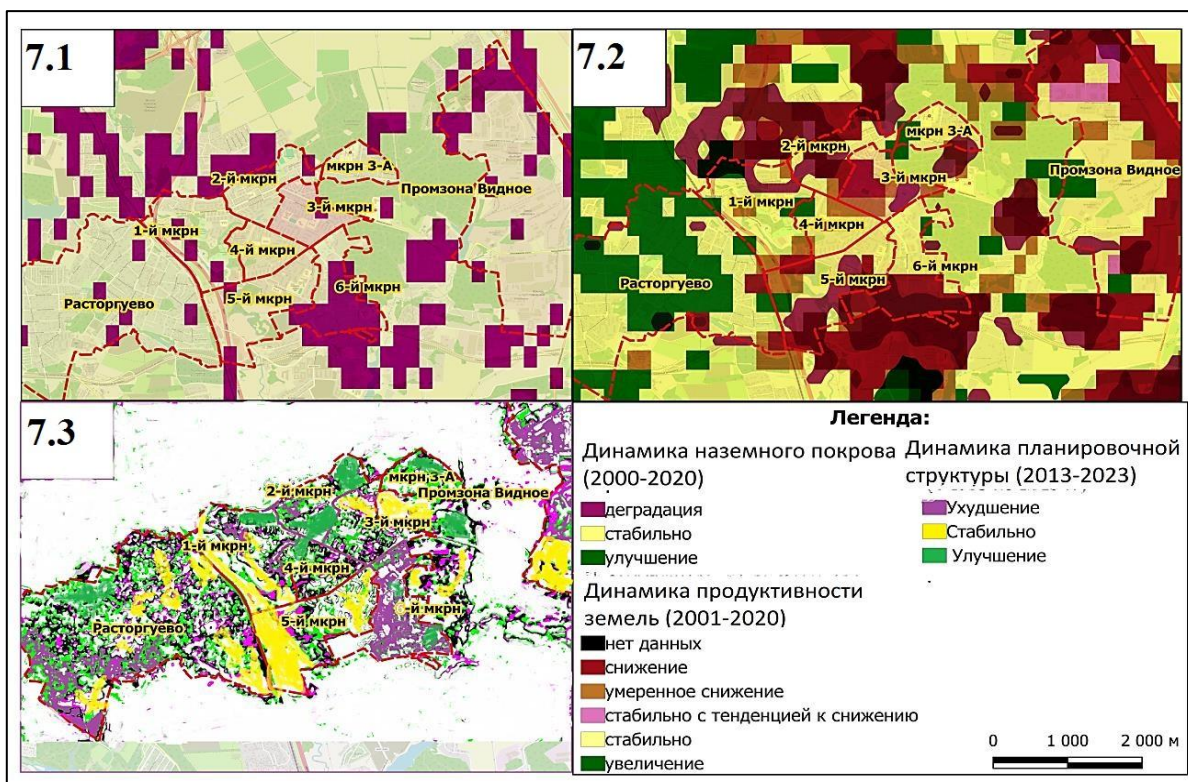 7.1
2-й мкрн
мкрн 3-А
Промзона Видное
3-й мкрн
1-й мкрн
4-й мкрн
6-й мкрн
5-й мкрн
Расторгуево
7.2
мкрн 3-А
2-й мкрн
Промзона Видное
3-й мкрн
1-й мкрн
4-й мкрн
6-й мкрн
5-й мкрн
Расторгуево
7.3
мкрн 3-А
2-й мкрн
Промзона Видное
3-й мкрн
1-й мкрн
4-й мкрн
6-й мкрн
5-й мкрн
Расторгуево
Легенда:
Динамика наземного покрова
(2000-2020)
деградация
стабильно
улучшение
Динамика планировочной
структуры (2013-2023)
Ухудшение
Стабильно
Улучшение
Динамика продуктивности
земель (2001-2020)
нет данных
снижение
умеренное снижение
стабильно с тенденцией к снижению
стабильно
увеличение
0 1 000 2 000 м